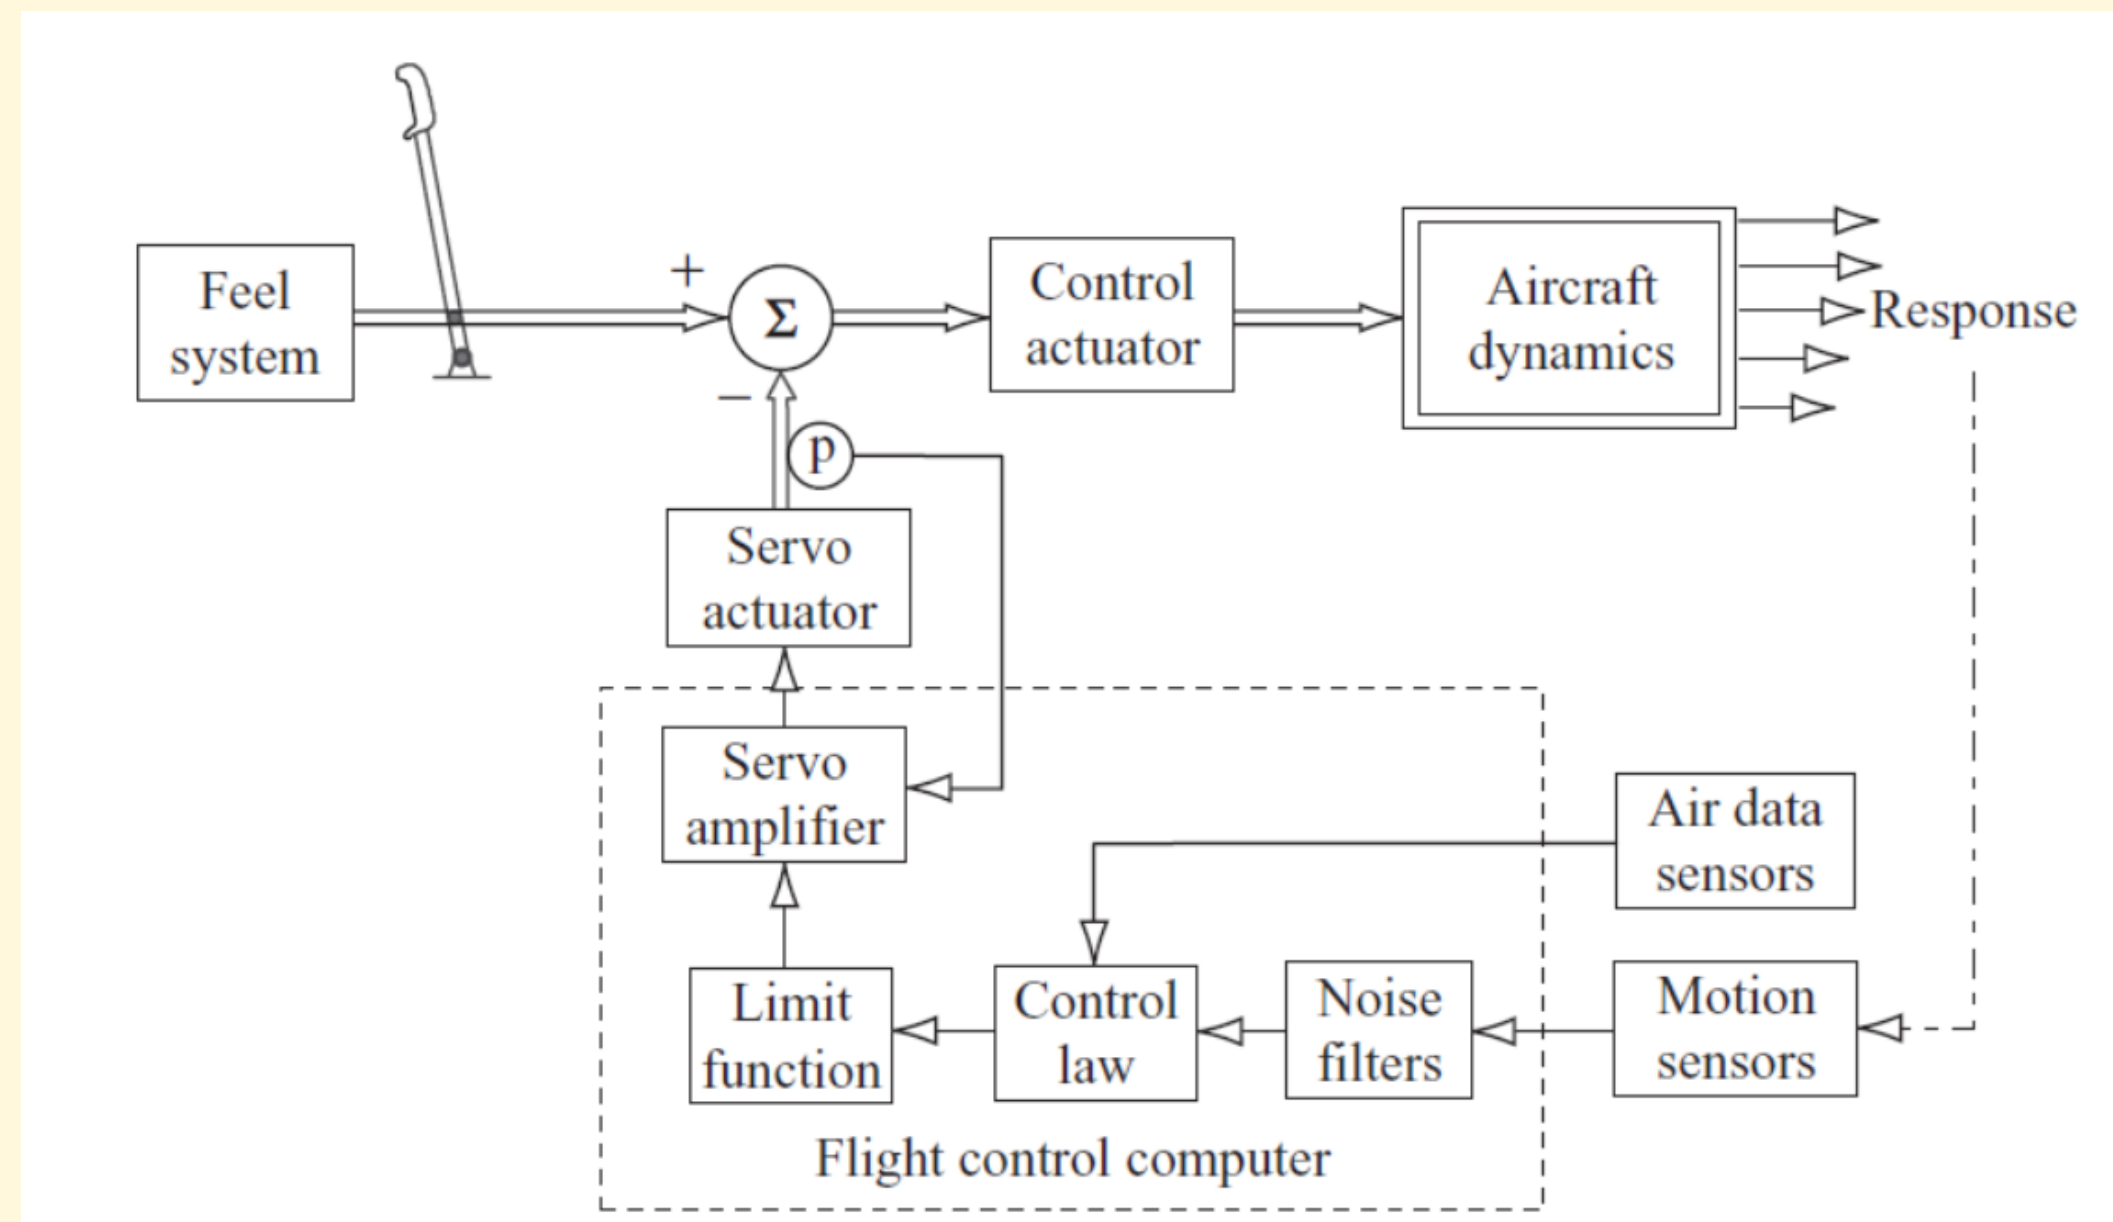 Feel
system
+
Σ
−
Control
actuator
Aircraft
dynamics
Response
p
Servo
actuator
Servo
amplifier
Air data
sensors
Limit
function
Control
law
Noise
filters
Motion
sensors
Flight control computer